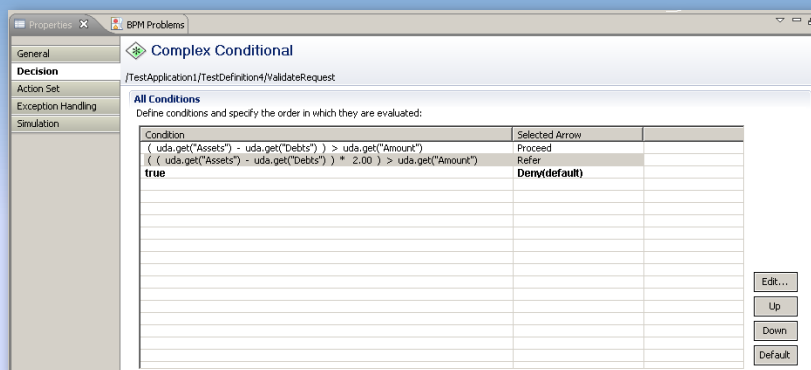 Properties
BPM Problems
General
Decision
Action Set
Exception Handling
Simulation
Complex Conditional
/TestApplication1/TestDefinition4/ValidateRequest
All Conditions
Define conditions and specify the order in which they are evaluated:
Condition Selected Arrow
( uda.get("Assets") - uda.get("Debts") ) > uda.get("Amount") Proceed
( ( uda.get("Assets") - uda.get("Debts") ) * 2.00 ) > uda.get("Amount") Refer
true Deny(default)
Edit...
Up
Down
Default